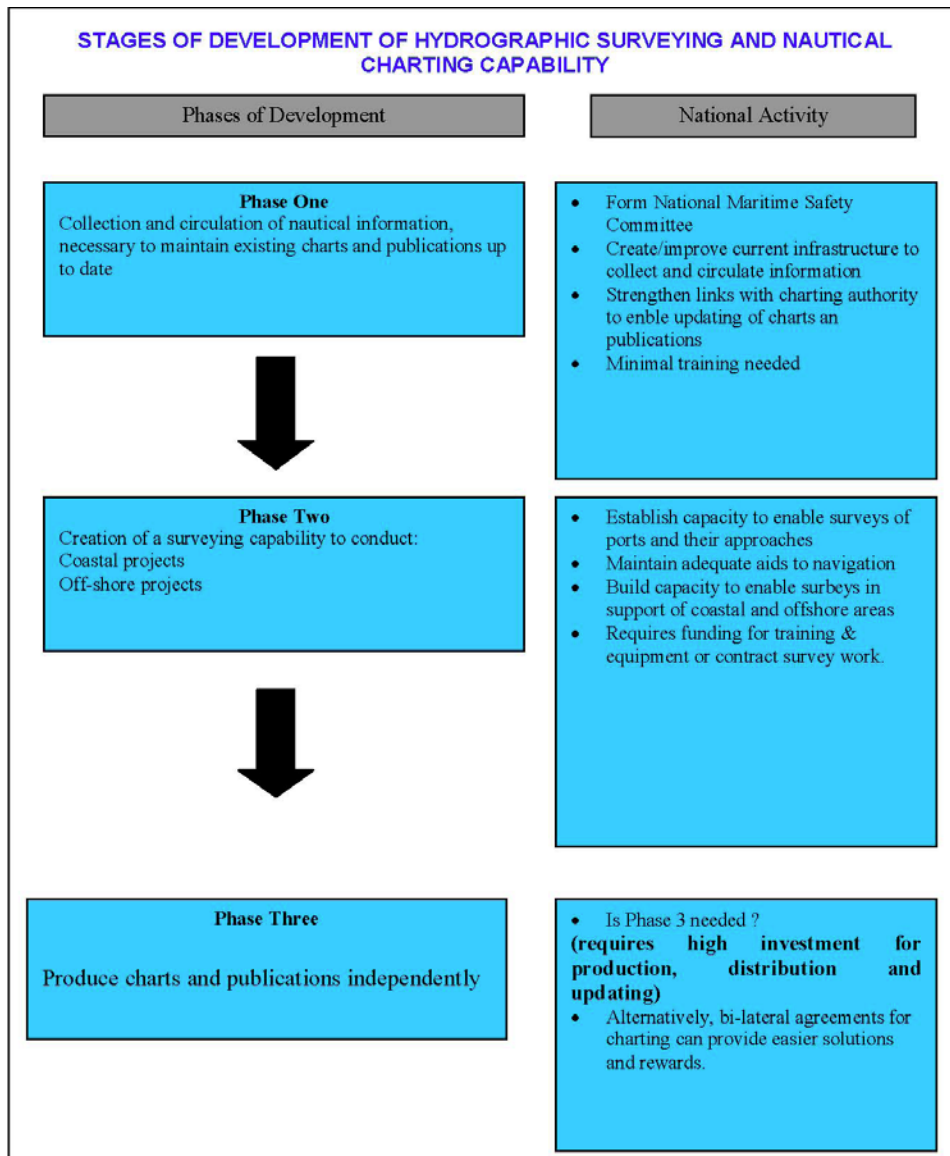 STAGES OF DEVELOPMENT OF HYDROGRAPHIC SURVEYING AND NAUTICAL
CHARTING CAPABILITY
Phases of Development
National Activity
Phase One
Collection and circulation of nautical information,
necessary to maintain existing charts and publications up
to date
• Form National Maritime Safety
Committee
• Create/improve current infrastructure to
collect and circulate information
• Strengthen links with charting authority
to enble updating of charts an
publications
• Minimal training needed
Phase Two
Creation of a surveying capability to conduct:
Coastal projects
Off-shore projects
• Establish capacity to enable surveys of
ports and their approaches
• Maintain adequate aids to navigation
• Build capacity to enable surbeys in
support of coastal and offshore areas
• Requires funding for training &
equipment or contract survey work.
Phase Three
Produce charts and publications independently
• Is Phase 3 needed ?
(requires high investment for
production, distribution and
updating)
• Alternatively, bi-lateral agreements for
charting can provide easier solutions
and rewards.